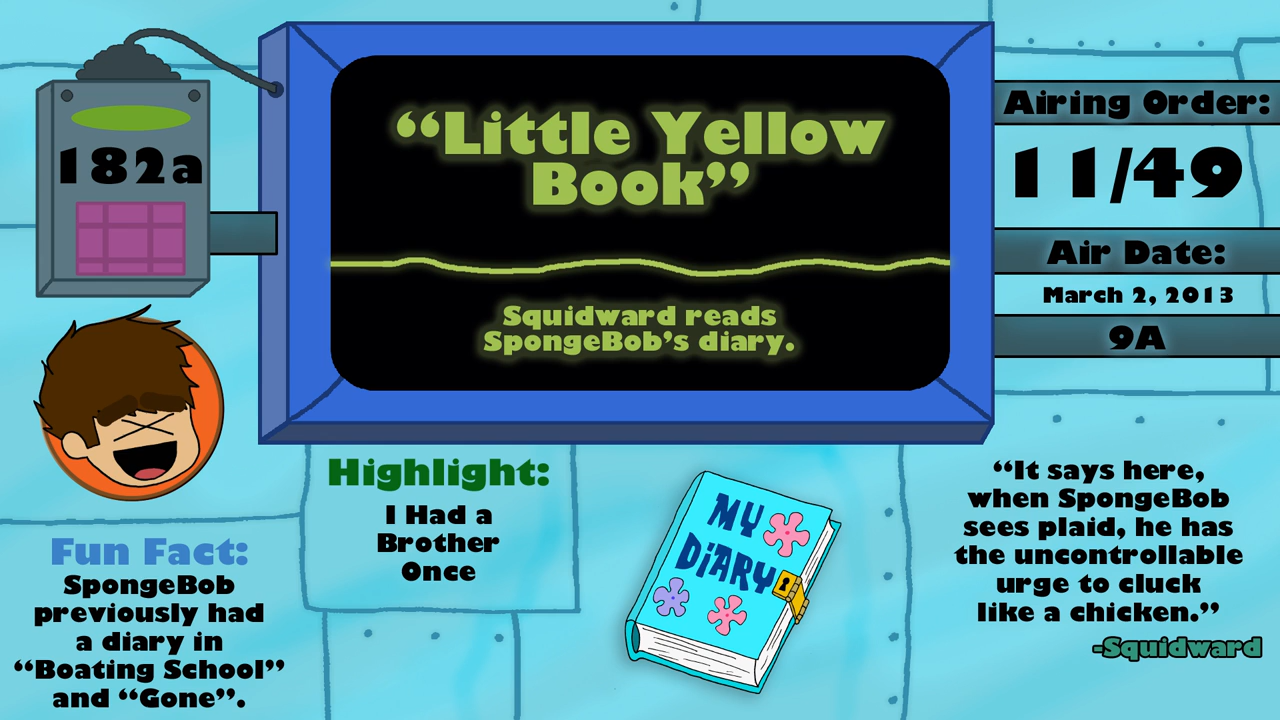 182a
“Little Yellow
Book”
Squidward reads
SpongeBob’s diary.
Airing Order:
11/49
Air Date:
March 2, 2013
9A
Fun Fact:
SpongeBob
previously had
a diary in
“Boating School”
and “Gone”.
Highlight:
I Had a
Brother
Once
MY
DiARY
“It says here,
when SpongeBob
sees plaid, he has
the uncontrollable
urge to cluck
like a chicken.”
-Squidward